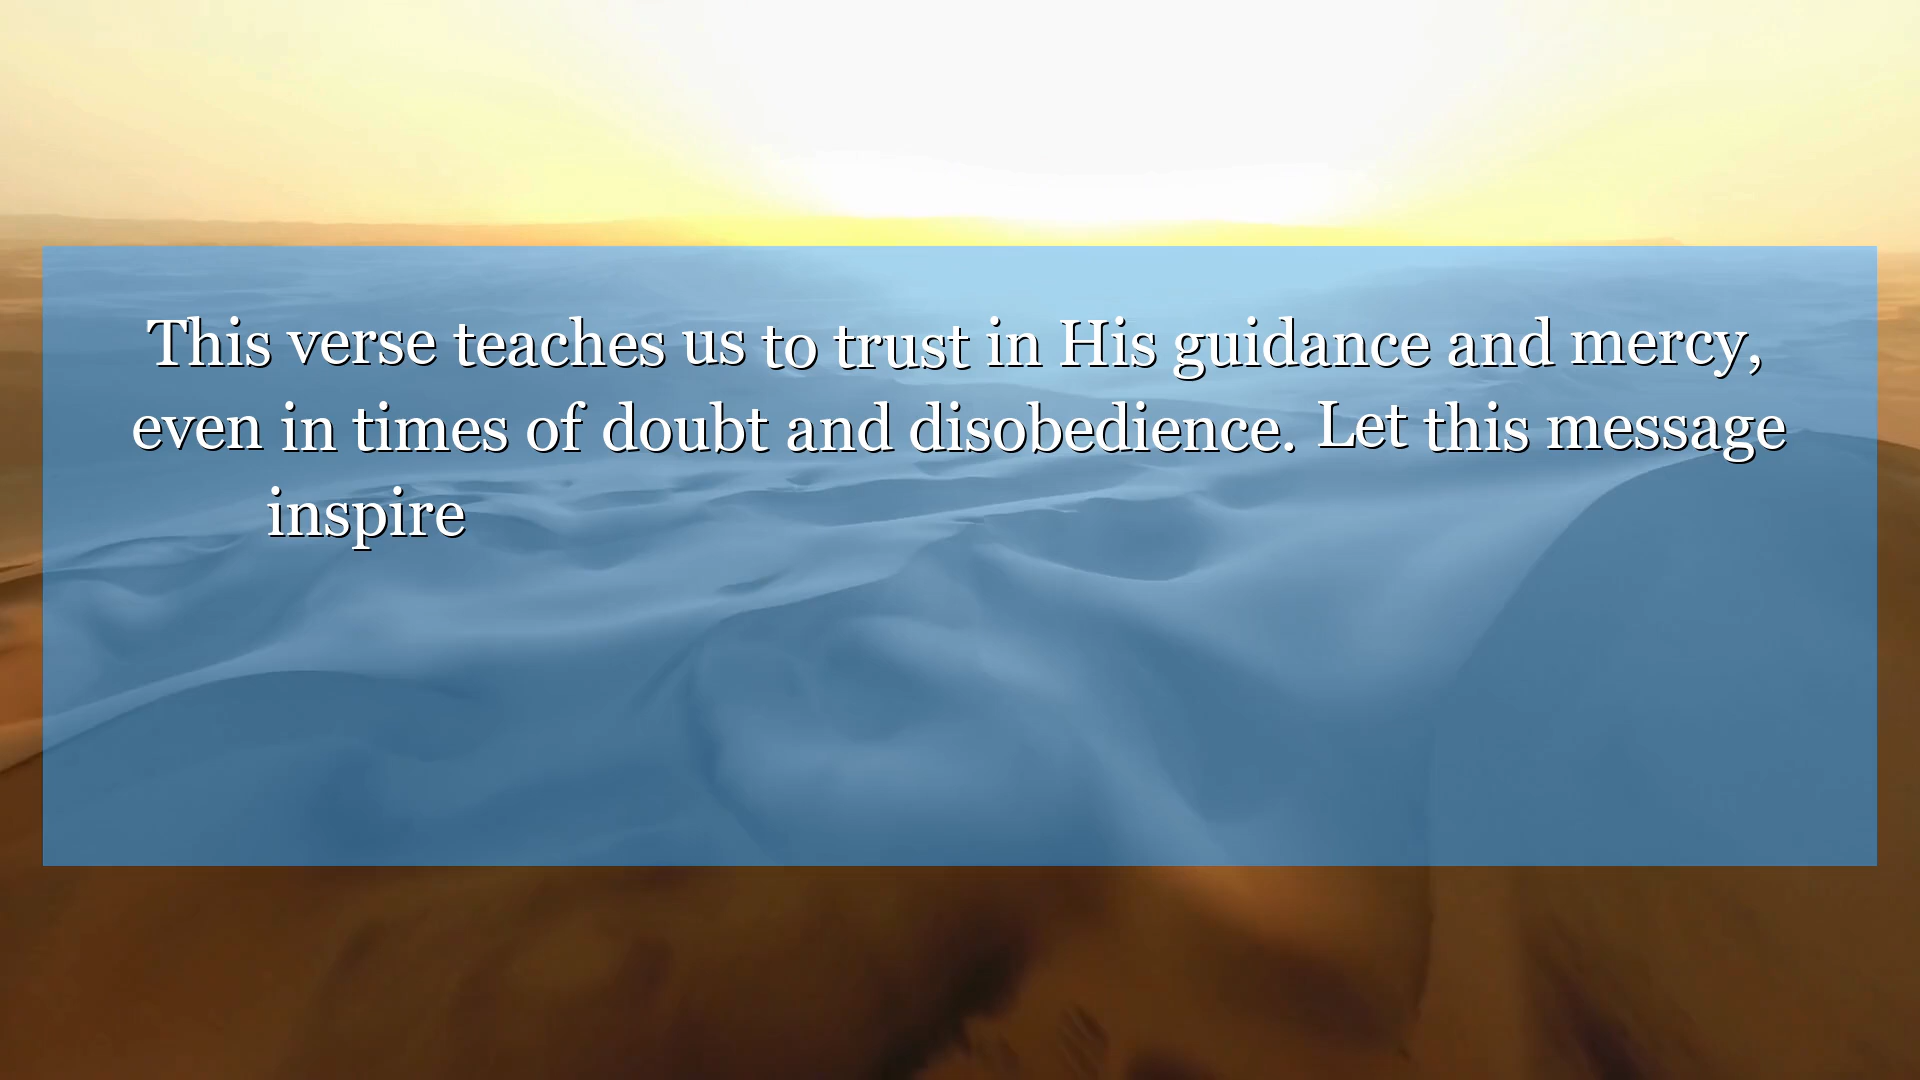 This verse teaches us to trust in His guidance and mercy,
even in times of doubt and disobedience. Let this message
inspire